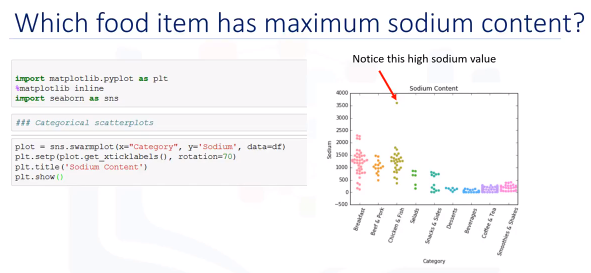 Which food item has maximum sodium content?
import matplotlib.pyplot as plt
%matplotlib inline
import seaborn as sns
### Categorical scatterplots
plot = sns.swarmplot(x="Category", y='Sodium', data=df)
plt.setp(plot.get_xticklabels(), rotation=70)
plt.title('Sodium Content')
plt.show()
Notice this high sodium value
Sodium Content
4000
3500
3000
2500
2000
1500
1000
500
0
−500
Sodium
Breakfast
Beef & Pork
Chicken & Fish
Salads
Snacks & Sides
Desserts
Beverages
Coffee & Tea
Smoothies & Shakes
Category